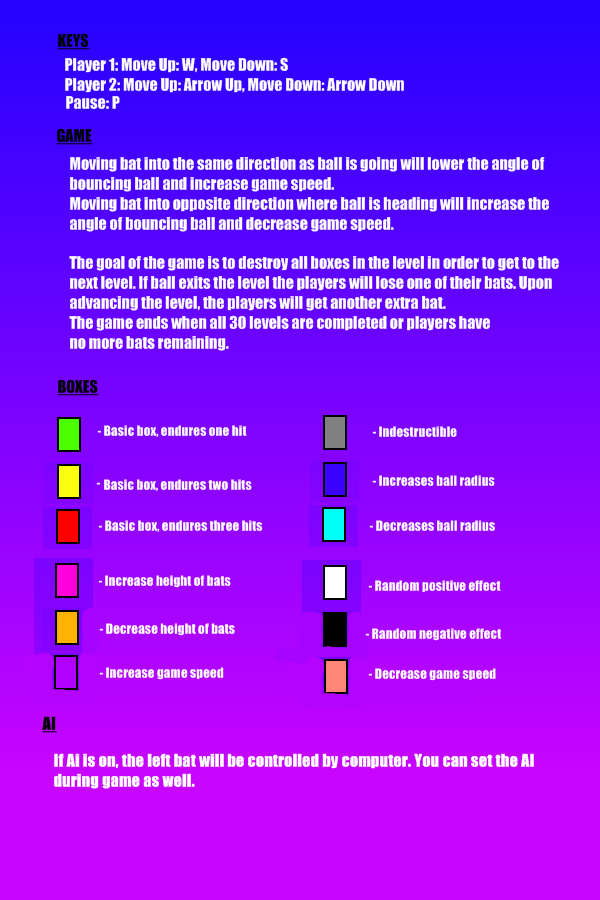 KEYS
Player 1: Move Up: W, Move Down: S
Player 2: Move Up: Arrow Up, Move Down: Arrow Down
Pause: P
GAME
Moving bat into the same direction as ball is going will lower the angle of
bouncing ball and increase game speed.
Moving bat into opposite direction where ball is heading will increase the
angle of bouncing ball and decrease game speed.
The goal of the game is to destroy all boxes in the level in order to get to the
next level. If ball exits the level the players will lose one of their bats. Upon
advancing the level, the players will get another extra bat.
The game ends when all 30 levels are completed or players have
no more bats remaining.
BOXES
- Basic box, endures one hit
- Basic box, endures two hits
- Basic box, endures three hits
- Increase height of bats
- Decrease height of bats
- Increase game speed
- Indestructible
- Increases ball radius
- Decreases ball radius
- Random positive effect
- Random negative effect
- Decrease game speed
AI
If AI is on, the left bat will be controlled by computer. You can set the AI
during game as well.